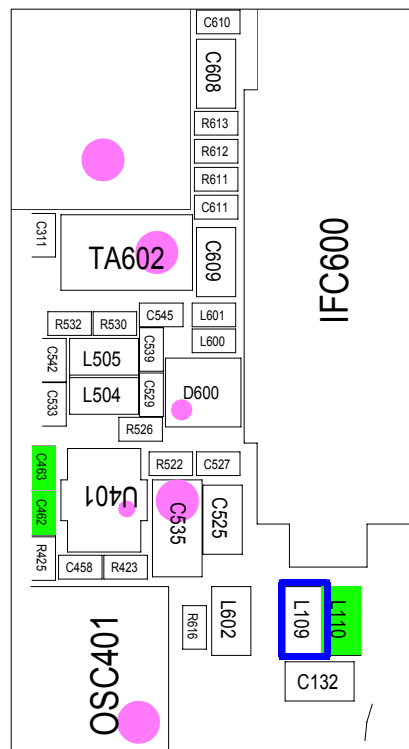 C610
C608
R613
R612
R611
C611
C311
TA602
C609
IFC600
C545
L601
R532
R530
L600
C542
L505
C539
D600
C533
L504
C529
R526
C463
U401
R522
C527
C462
C535
C525
R425
C458
R423
OSC401
R616
L602
L109
L110
C132